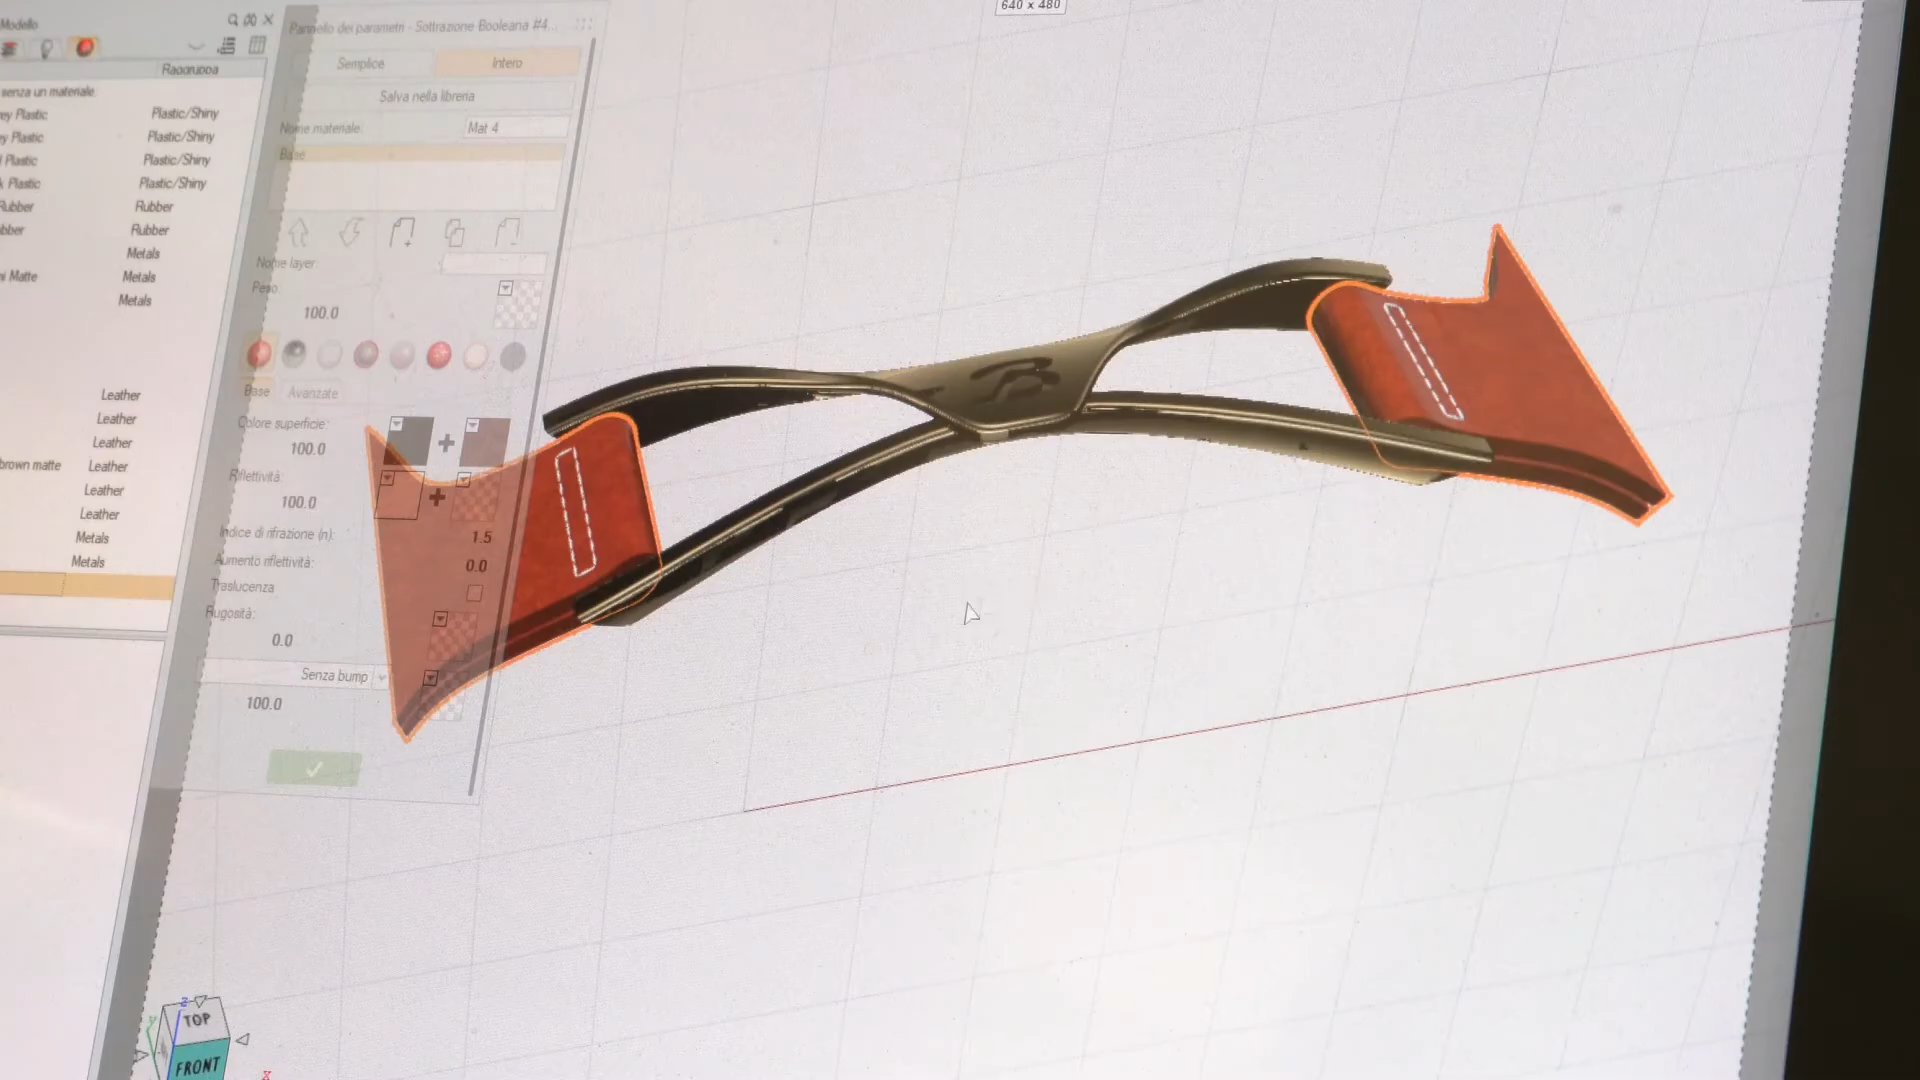 640 x 480
Modello
Raggruppa
senza un materiale
ey Plastic Plastic/Shiny
y Plastic Plastic/Shiny
Plastic Plastic/Shiny
k Plastic Plastic/Shiny
Rubber Rubber
bber Rubber
Metals
ni Matte Metals
Metals
Leather
Leather
Leather
brown matte Leather
Leather
Leather
Metals
Metals
Pannello dei parametri - Sottrazione Booleana #4...
Semplice Intero
Salva nella libreria
Nome materiale: Mat 4
Base
Nome layer:
Peso:
100.0
Base Avanzate
Colore superficie:
100.0
Riflettività:
100.0
Indice di rifrazione (n): 1.5
Aumento riflettività: 0.0
Traslucenza
Rugosità:
0.0
Senza bump
100.0
B
z
y
TOP
FRONT
x